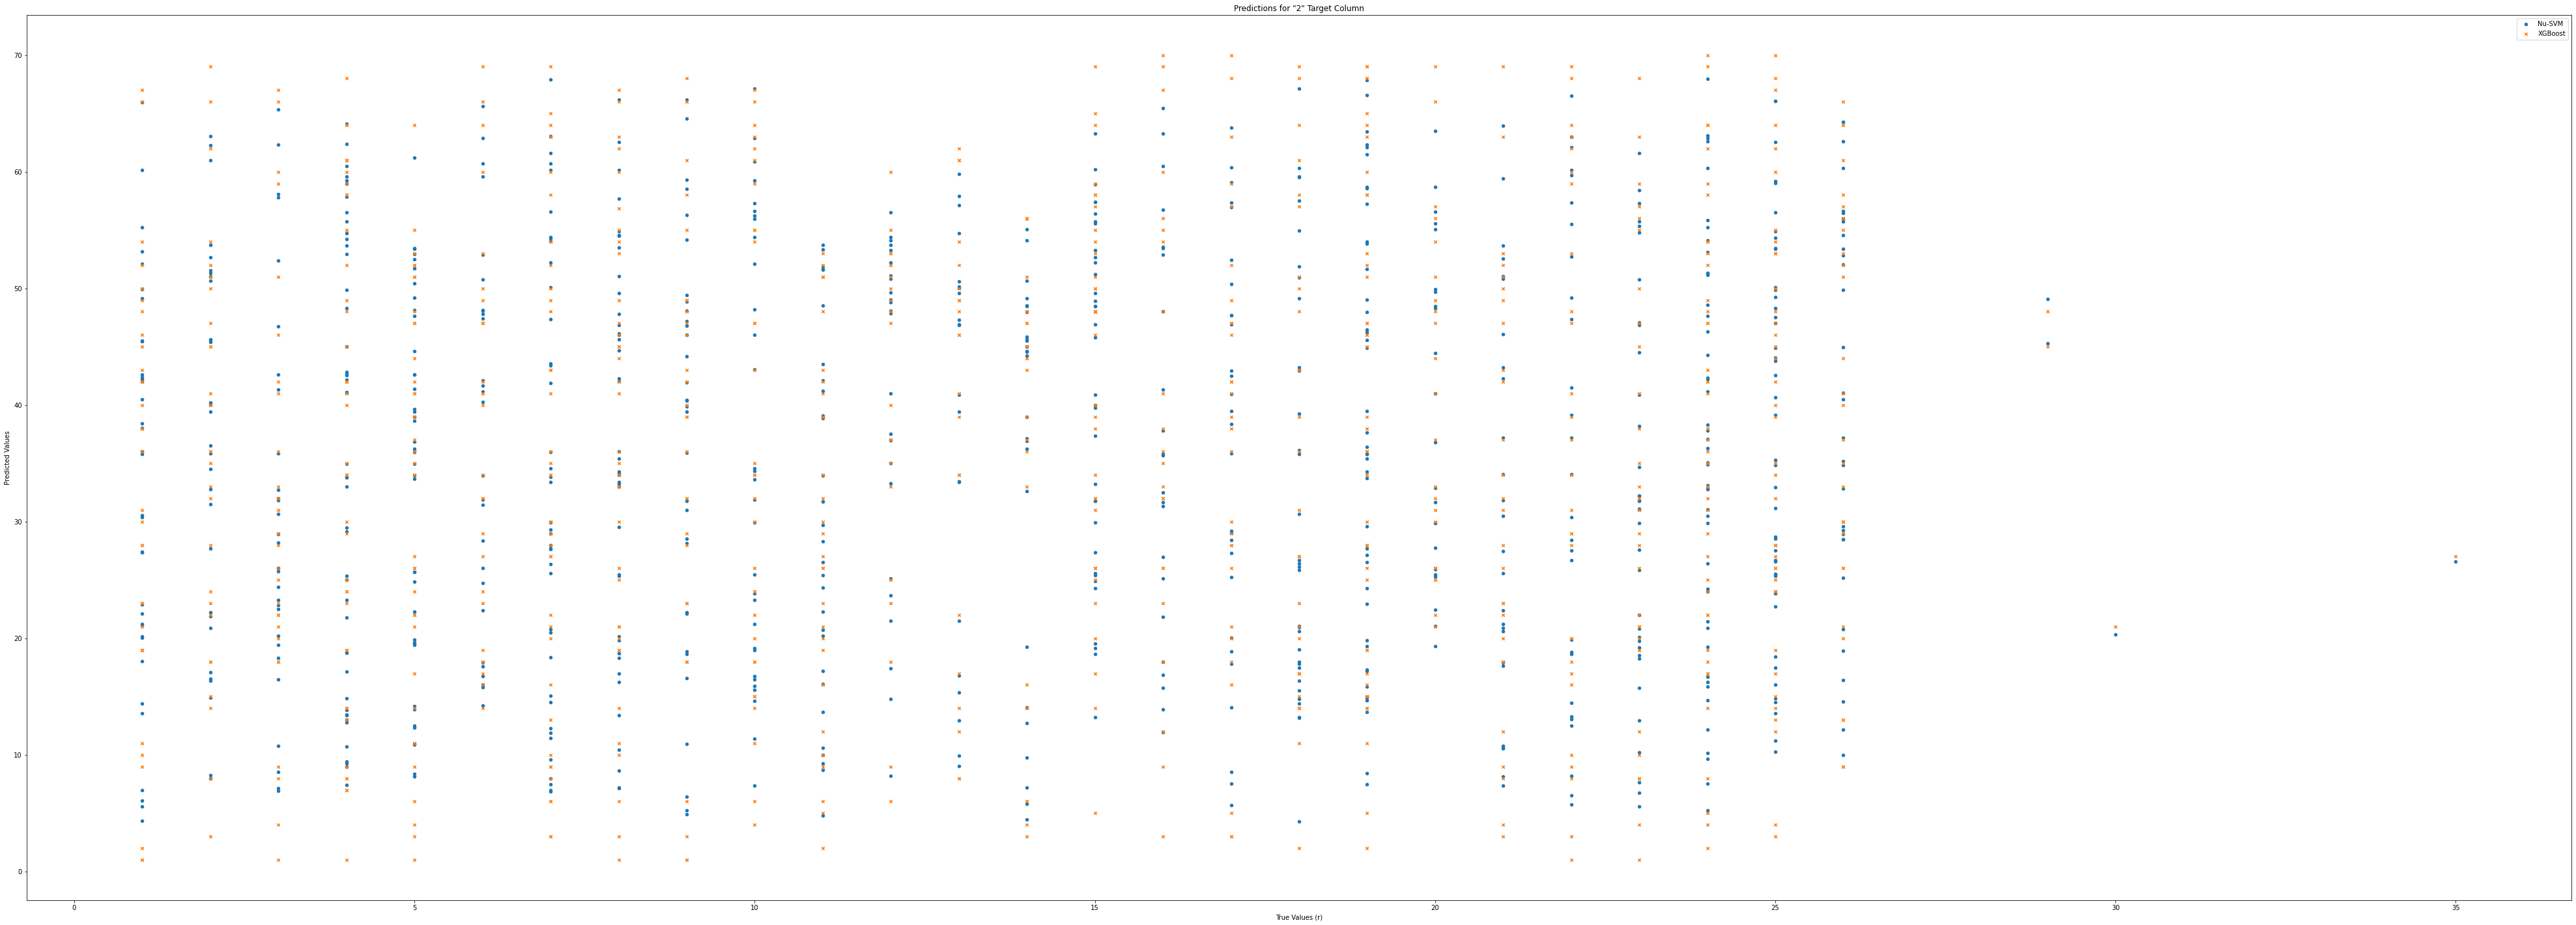 Predictions for "2" Target Column
Nu-SVM
XGBoost
70
60
50
40
30
20
10
0
Predicted Values
0 5 10 15 20 25 30 35
True Values (r)